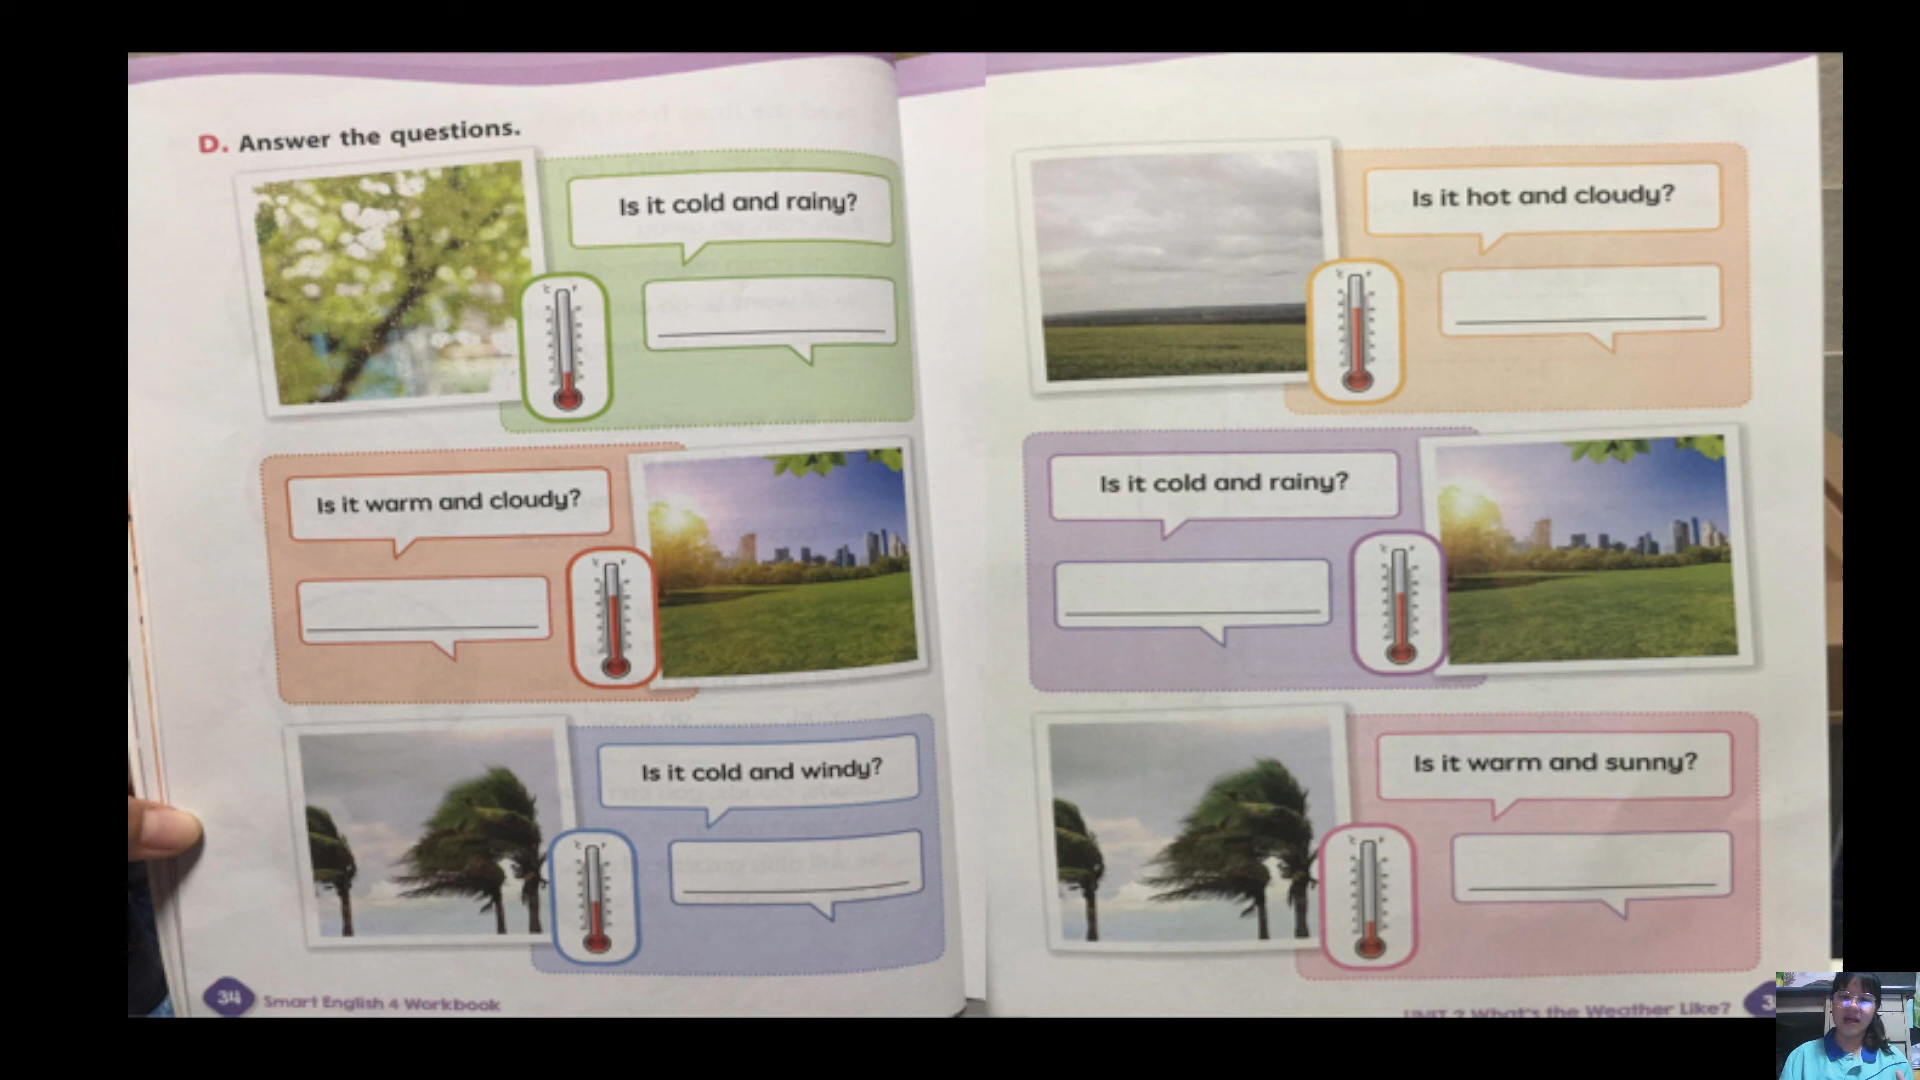 D. Answer the questions.
Is it cold and rainy?
Is it warm and cloudy?
Is it cold and windy?
34 Smart English 4 Workbook
Is it hot and cloudy?
Is it cold and rainy?
Is it warm and sunny?
What's the Weather Like?